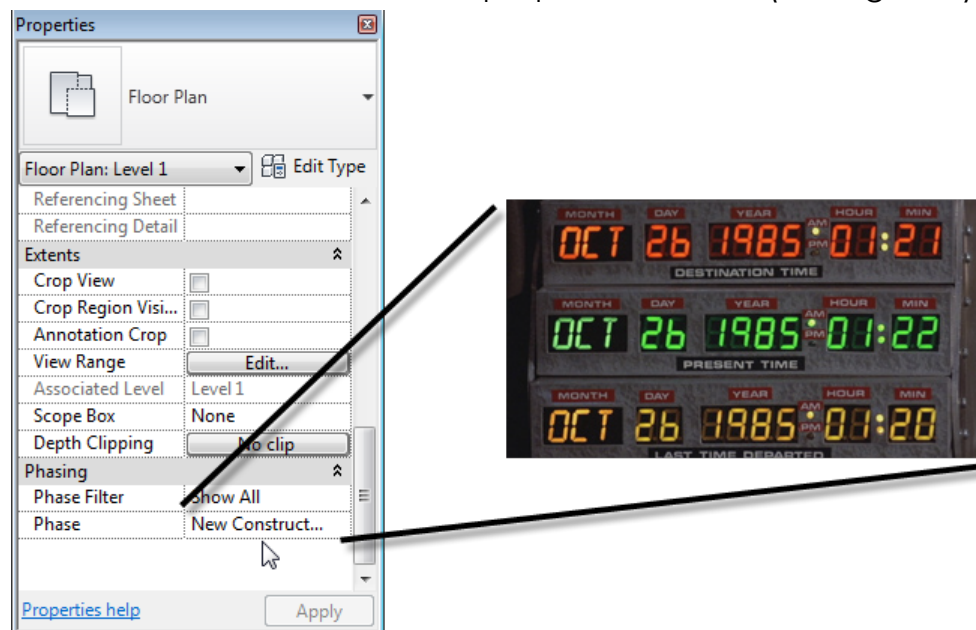 Properties
Floor Plan
Floor Plan: Level 1 Edit Type
Referencing Sheet
Referencing Detail
Extents
Crop View
Crop Region Visi...
Annotation Crop
View Range Edit...
Associated Level Level 1
Scope Box None
Depth Clipping No clip
Phasing
Phase Filter Show All
Phase New Construct...
Properties help Apply
MONTH DAY YEAR AM HOUR MIN
OCT 26 1985 PM 01:21
DESTINATION TIME
MONTH DAY YEAR AM HOUR MIN
OCT 26 1985 PM 01:22
PRESENT TIME
MONTH DAY YEAR AM HOUR MIN
OCT 26 1985 PM 01:20
LAST TIME DEPARTED